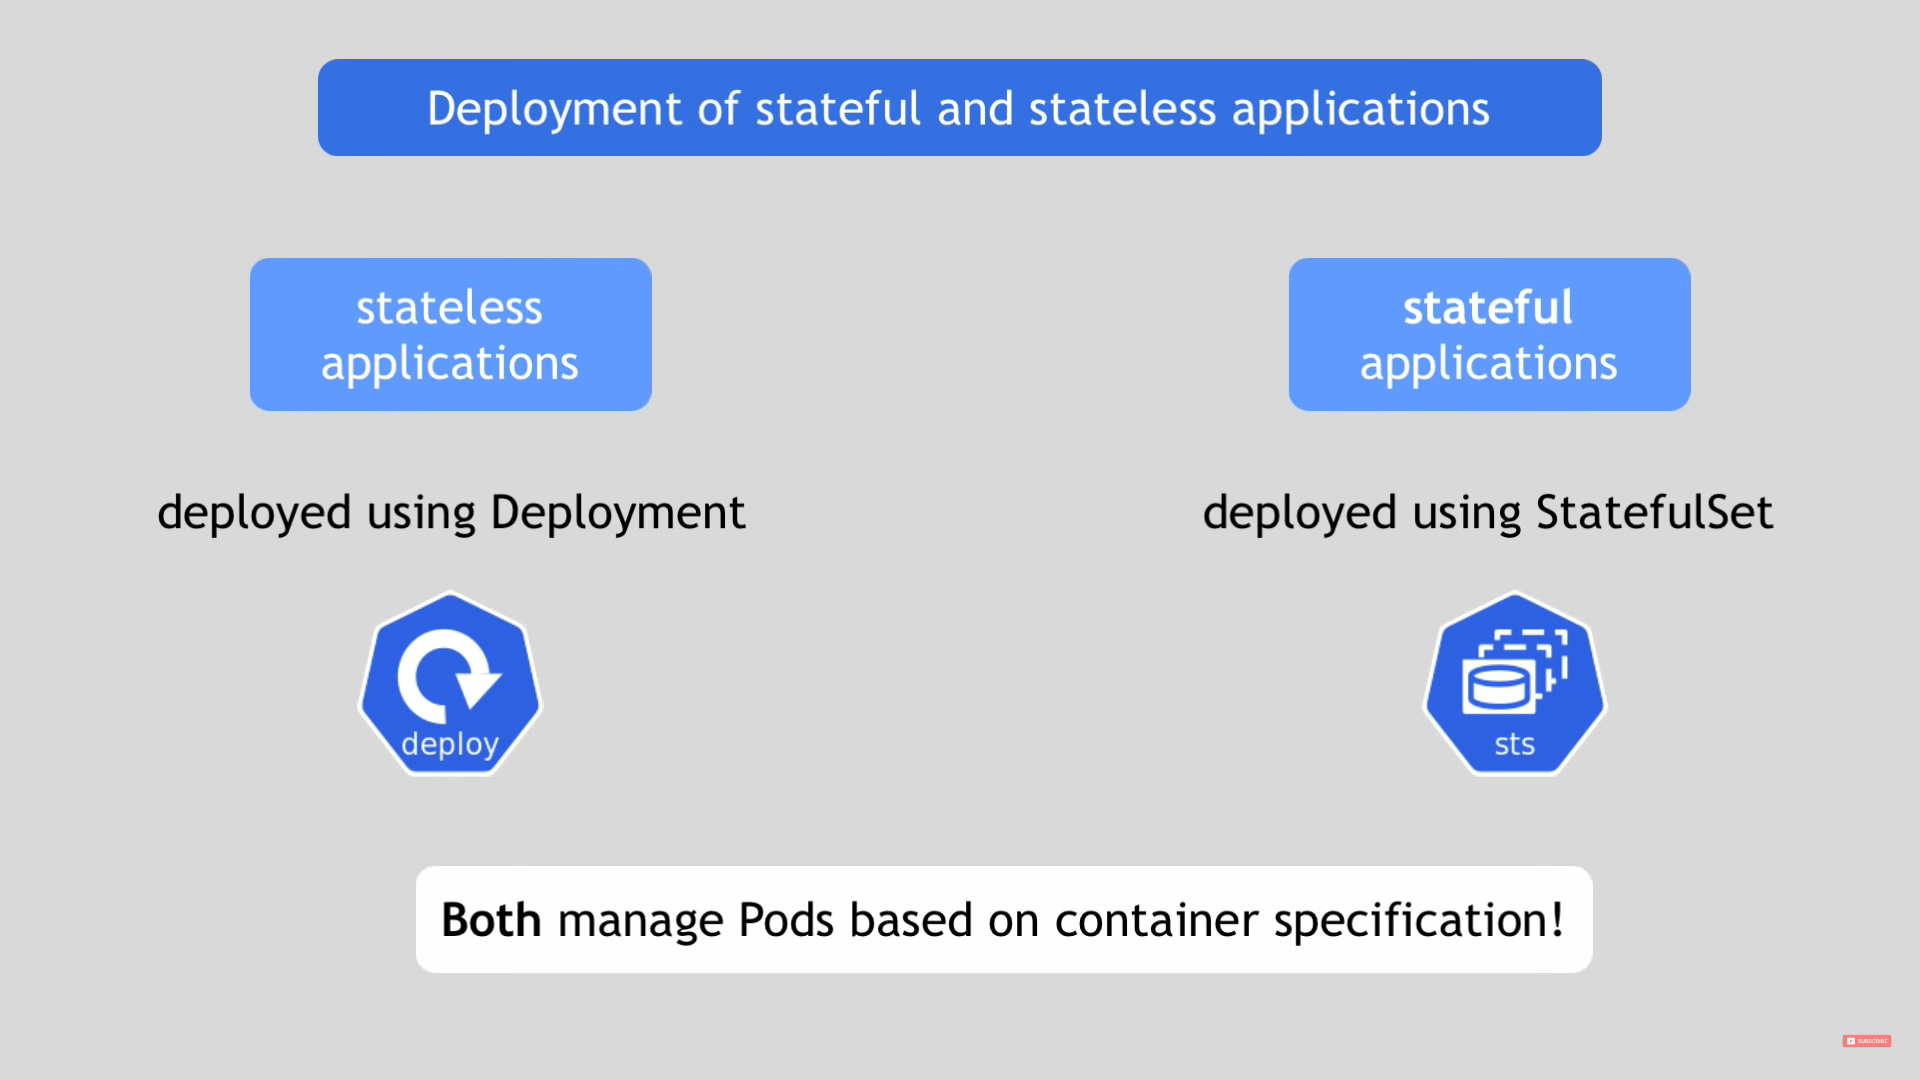 Deployment of stateful and stateless applications
stateless
applications
stateful
applications
deployed using Deployment
deployed using StatefulSet
deploy
sts
Both manage Pods based on container specification!
SUBSCRIBE